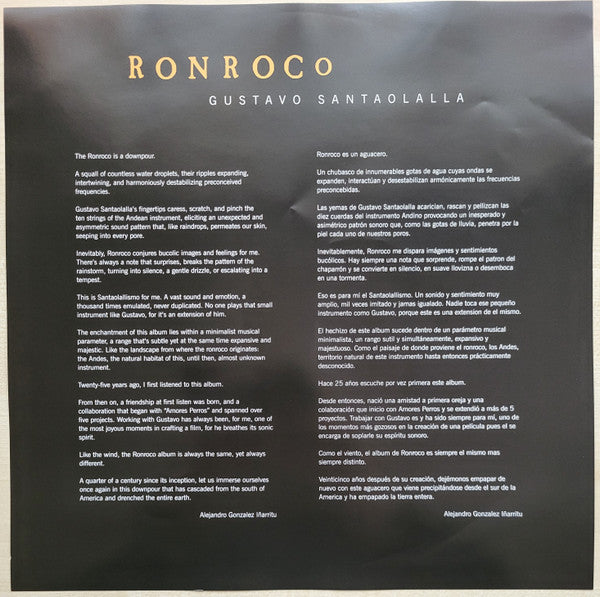 RONROCO
GUSTAVO SANTAOLALLA
The Ronroco is a downpour.
A squall of countless water droplets, their ripples expanding,
intertwining, and harmoniously destabilizing preconceived
frequencies.
Gustavo Santaolalla's fingertips caress, scratch, and pinch the
ten strings of the Andean instrument, eliciting an unexpected and
asymmetric sound pattern that, like raindrops, permeates our skin,
seeping into every pore.
Inevitably, Ronroco conjures bucolic images and feelings for me.
There's always a note that surprises, breaks the pattern of the
rainstorm, turning into silence, a gentle drizzle, or escalating into a
tempest.
This is Santaolallismo for me. A vast sound and emotion, a
thousand times emulated, never duplicated. No one plays that small
instrument like Gustavo, for it's an extension of him.
The enchantment of this album lies within a minimalist musical
parameter, a range that's subtle yet at the same time expansive and
majestic. Like the landscape from where the ronroco originates:
the Andes, the natural habitat of this, until then, almost unknown
instrument.
Twenty-five years ago, I first listened to this album.
From then on, a friendship at first listen was born, and a
collaboration that began with "Amores Perros" and spanned over
five projects. Working with Gustavo has always been, for me, one of
the most joyous moments in crafting a film, for he breathes its sonic
spirit.
Like the wind, the Ronroco album is always the same, yet always
different.
A quarter of a century since its inception, let us immerse ourselves
once again in this downpour that has cascaded from the south of
America and drenched the entire earth.
Alejandro Gonzalez Iñarritu
Ronroco es un aguacero.
Un chubasco de innumerables gotas de agua cuyas ondas se
expanden, interactúan y desestabilizan armónicamente las frecuencias
preconcebidas.
Las yemas de Gustavo Santaolalla acarician, rascan y pellizcan las
diez cuerdas del instrumento Andino provocando un inesperado y
asimétrico patrón sonoro que, como las gotas de lluvia, penetra por la
piel cada uno de nuestros poros.
Inevitablemente, Ronroco me dispara imágenes y sentimientos
bucólicos. Hay siempre una nota que sorprende, rompe el patron del
chaparrón y se convierte en silencio, en suave llovizna o desemboca
en una tormenta.
Eso es para mi el Santaolallismo. Un sonido y sentimiento muy
amplio, mil veces imitado y jamás igualado. Nadie toca ese pequeño
instrumento como Gustavo, porque este es una extension de el mismo.
El hechizo de este album sucede dentro de un parámetro musical
minimalista, un rango sutil y simultáneamente, expansivo y
majestuoso. Como el paisaje de donde proviene el ronroco, los Andes,
territorio natural de este instrumento hasta entonces prácticamente
desconocido.
Hace 25 años escuche por vez primera este album.
Desde entonces, nació una amistad a primera oreja y una
colaboración que inicio con Amores Perros y se extendió a más de 5
proyectos. Trabajar con Gustavo es y ha sido siempre para mí, uno de
los momentos más gozosos en la creación de una película pues el se
encarga de soplarle su espíritu sonoro.
Como el viento, el album de Ronroco es siempre el mismo mas
siempre distinto.
Veinticinco años después de su creación, dejémonos empapar de
nuevo con este aguacero que viene precipitándose desde el sur de la
America y ha empapado la tierra entera.
Alejandro Gonzalez Iñarritu